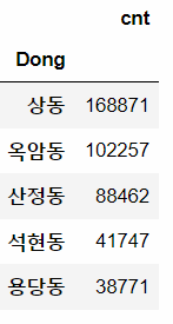 cnt
Dong
상동 168871
옥암동 102257
산정동 88462
석현동 41747
용당동 38771